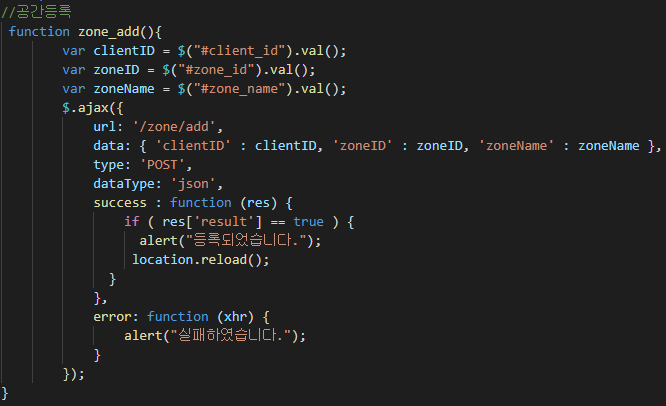 //공간등록
function zone_add(){
var clientID = $("#client_id").val();
var zoneID = $("#zone_id").val();
var zoneName = $("#zone_name").val();
$.ajax({
url: '/zone/add',
data: { 'clientID' : clientID, 'zoneID' : zoneID, 'zoneName' : zoneName },
type: 'POST',
dataType: 'json',
success : function (res) {
if ( res['result'] == true ) {
alert("등록되었습니다.");
location.reload();
}
},
error: function (xhr) {
alert("실패하였습니다.");
}
});
}